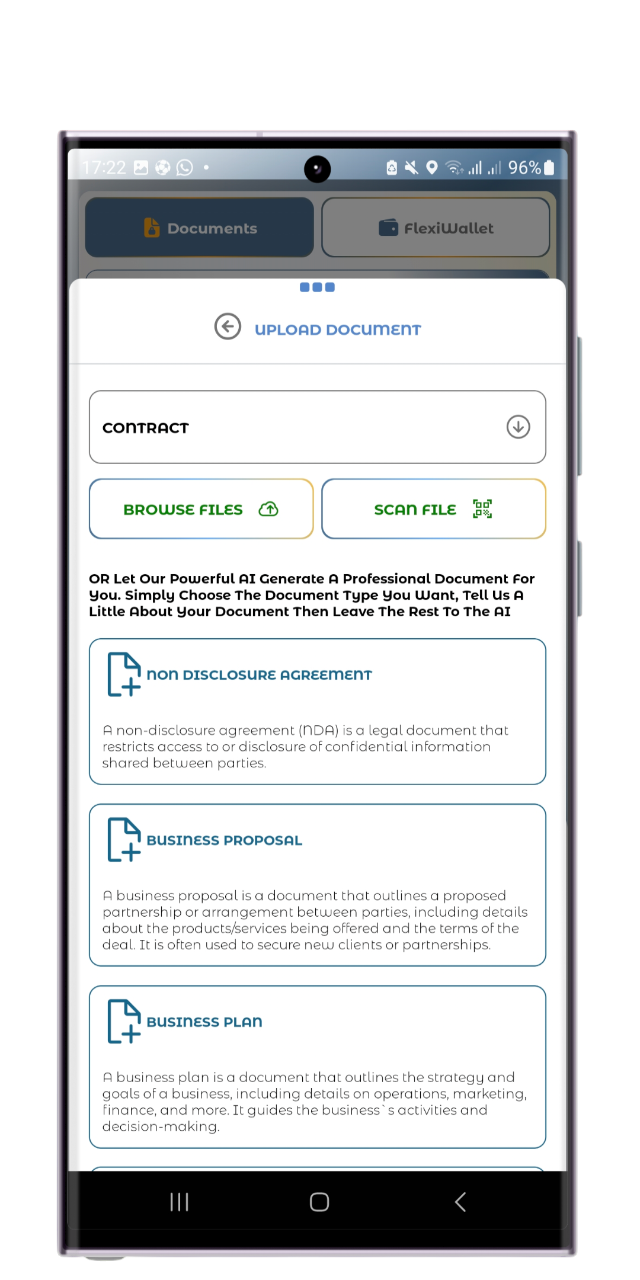 17:22 96%
Documents FlexiWallet
UPLOAD DOCUMENT
CONTRACT
BROWSE FILES SCAN FILE
OR Let Our Powerful AI Generate A Professional Document For
You. Simply Choose The Document Type You Want, Tell Us A
Little About Your Document Then Leave The Rest To The AI
NON DISCLOSURE AGREEMENT
A non-disclosure agreement (NDA) is a legal document that
restricts access to or disclosure of confidential information
shared between parties.
BUSINESS PROPOSAL
A business proposal is a document that outlines a proposed
partnership or arrangement between parties, including details
about the products/services being offered and the terms of the
deal. It is often used to secure new clients or partnerships.
BUSINESS PLAN
A business plan is a document that outlines the strategy and
goals of a business, including details on operations, marketing,
finance, and more. It guides the business`s activities and
decision-making.